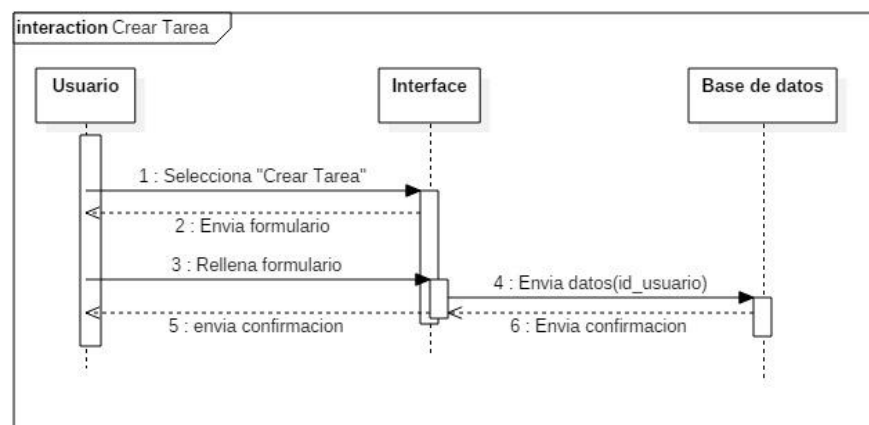 interaction Crear Tarea
Usuario
Interface
Base de datos
1 : Selecciona "Crear Tarea"
2 : Envia formulario
3 : Rellena formulario
4 : Envia datos(id_usuario)
5 : envia confirmacion
6 : Envia confirmacion